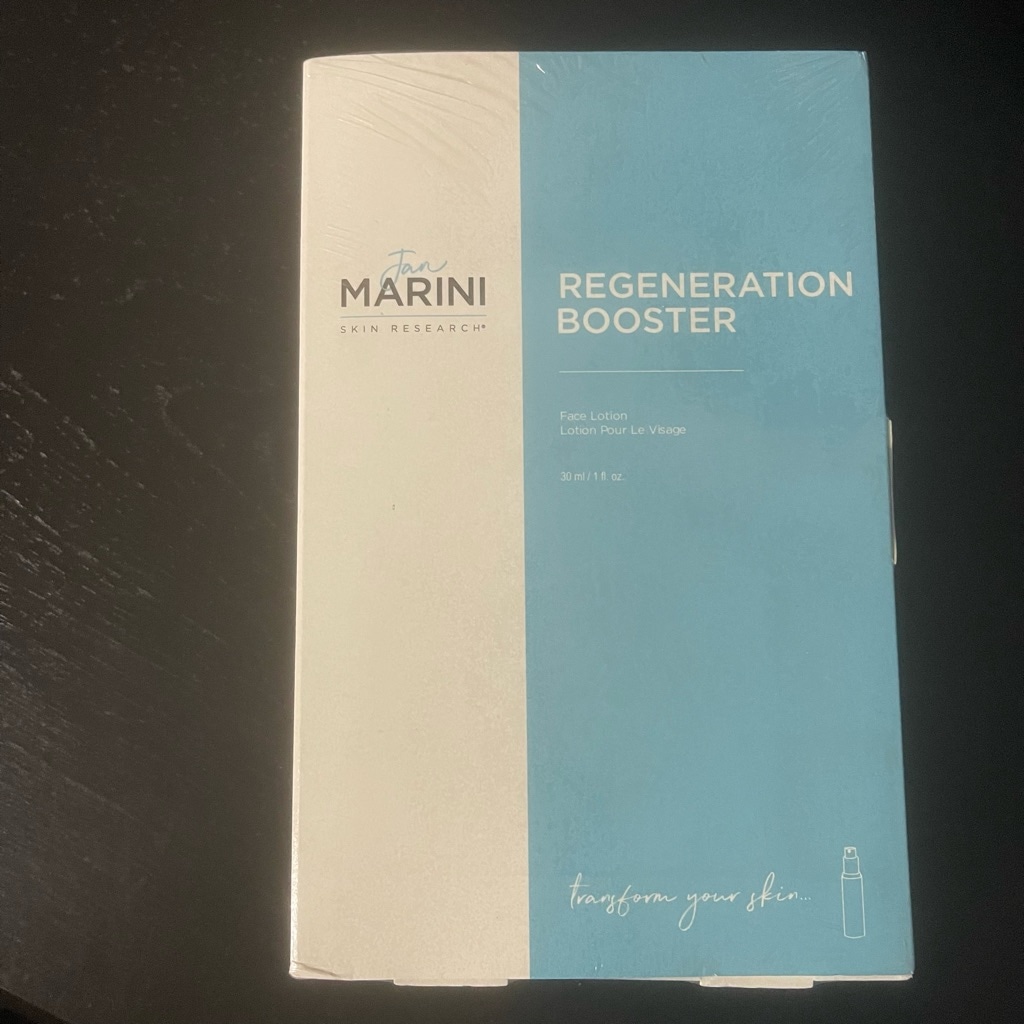 Jan
MARINI
SKIN RESEARCH®
REGENERATION
BOOSTER
Face Lotion
Lotion Pour Le Visage
30 ml / 1 fl. oz.
transform your skin...